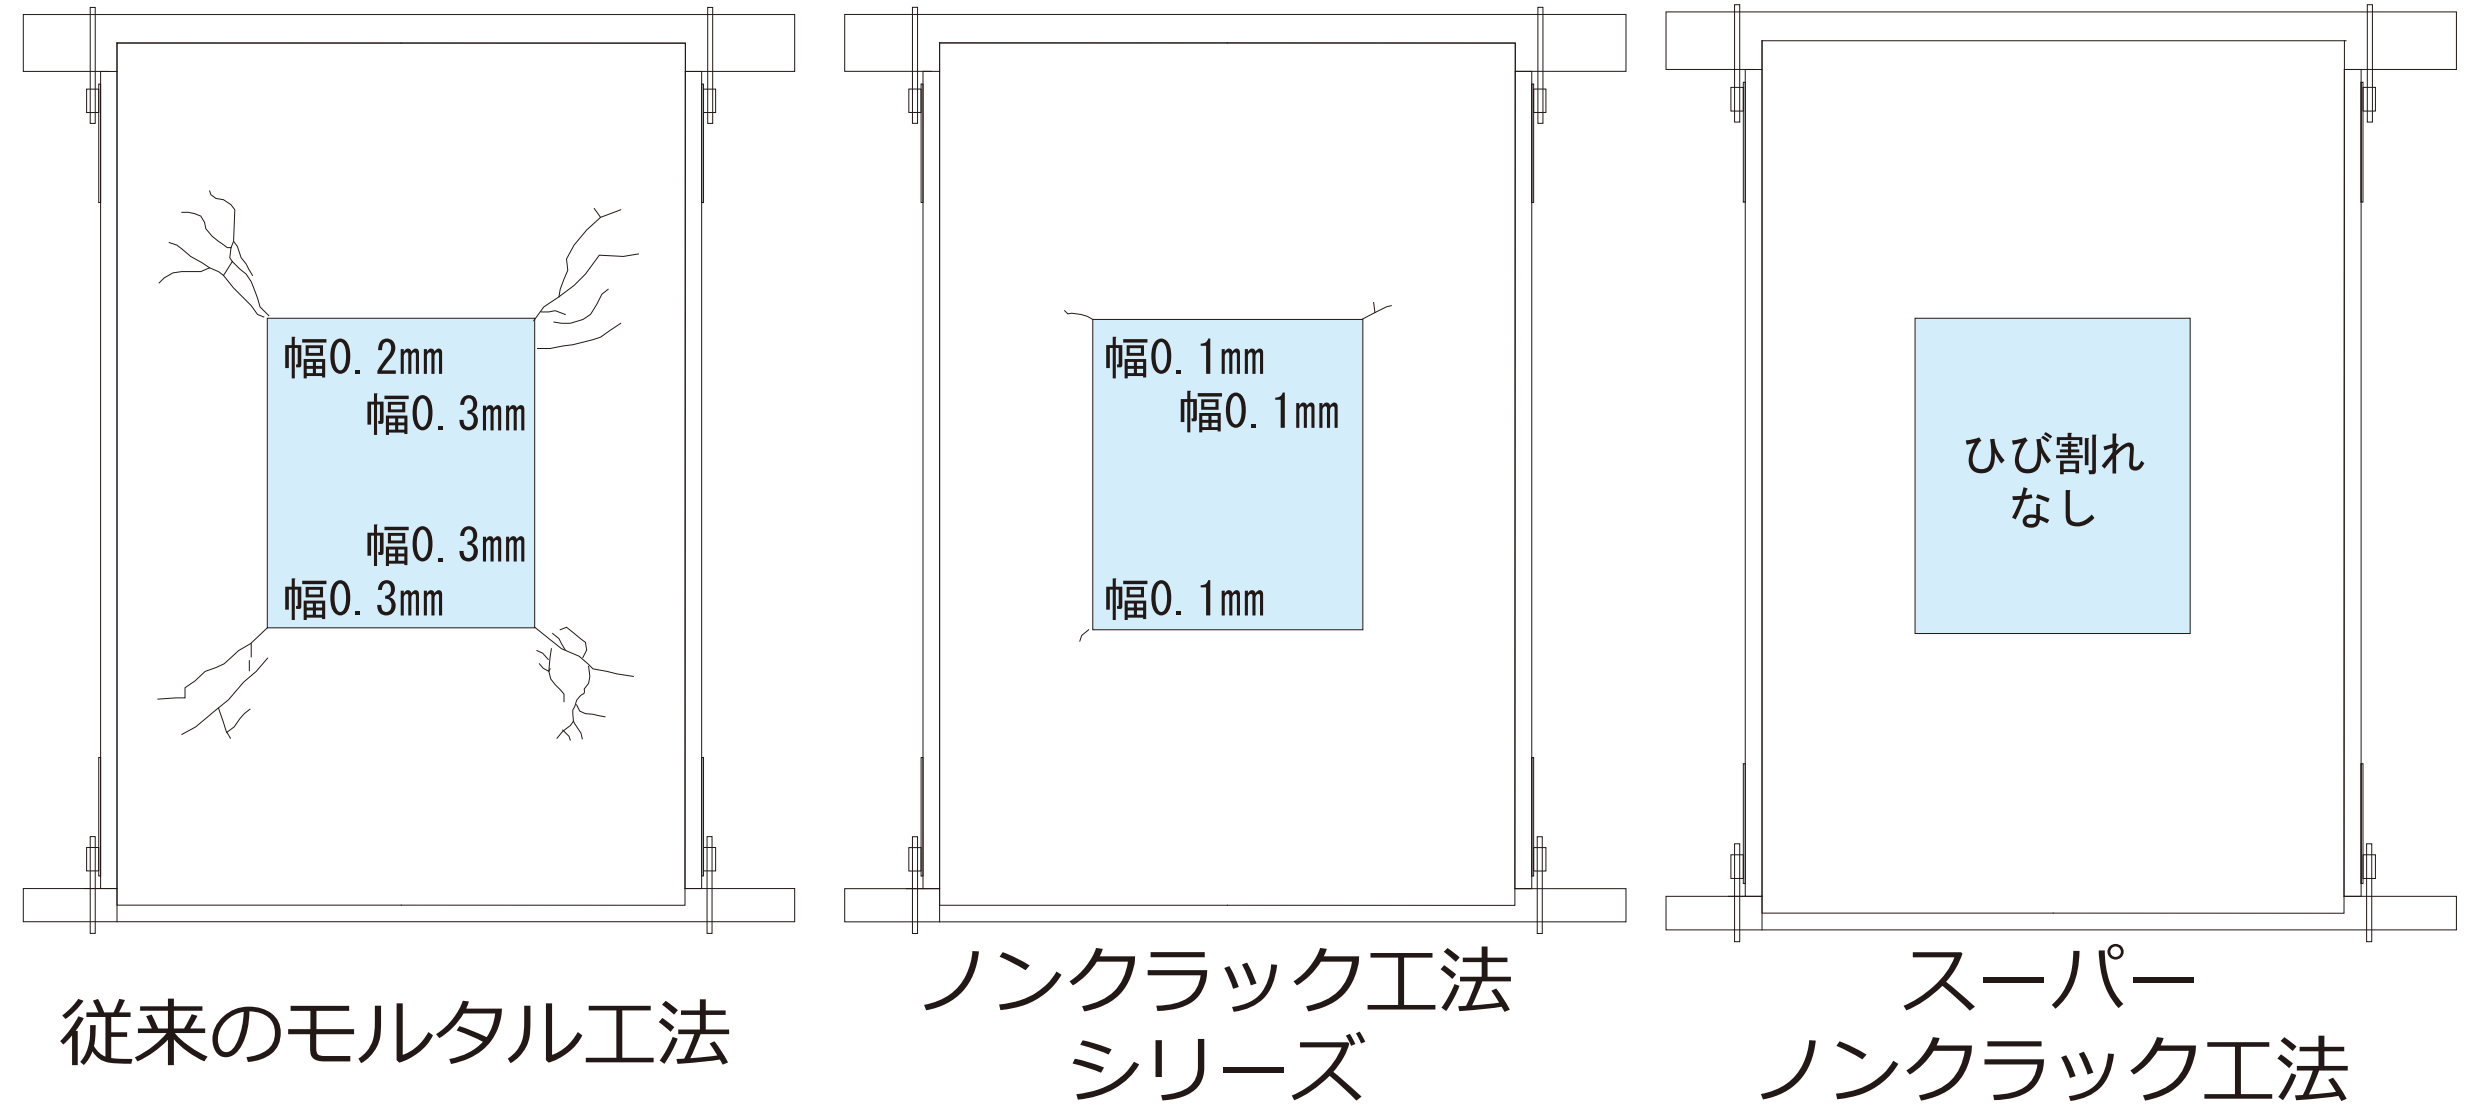 幅0.2mm
幅0.3mm
幅0.3mm
幅0.3mm
従来のモルタル工法
幅0.1mm
幅0.1mm
幅0.1mm
ノンクラック工法
シリーズ
ひび割れ
なし
スーパー
ノンクラック工法